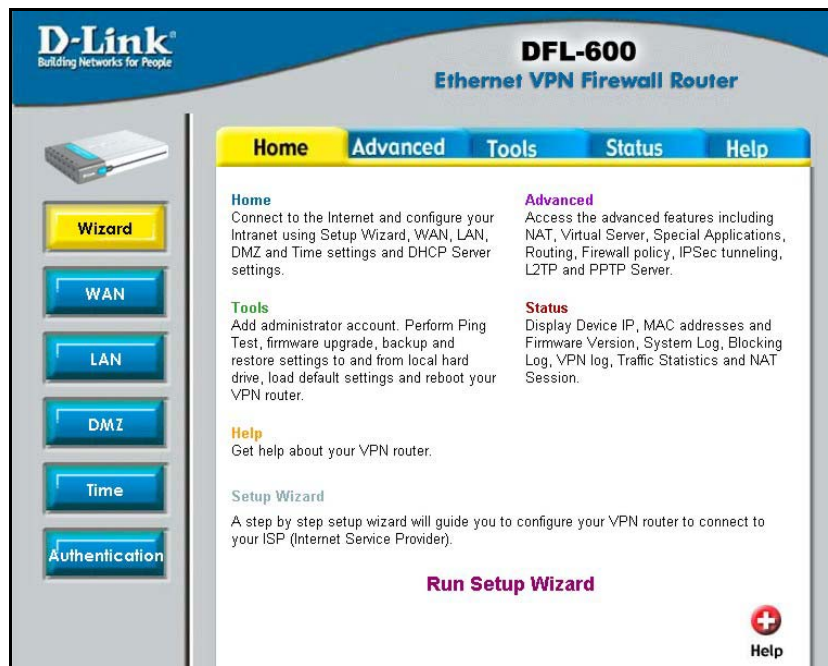 D-Link®
Building Networks for People
DFL-600
Ethernet VPN Firewall Router
Home
Advanced
Tools
Status
Help
Wizard
WAN
LAN
DMZ
Time
Authentication
Home
Connect to the Internet and configure your
Intranet using Setup Wizard, WAN, LAN,
DMZ and Time settings and DHCP Server
settings.
Advanced
Access the advanced features including
NAT, Virtual Server, Special Applications,
Routing, Firewall policy, IPSec tunneling,
L2TP and PPTP Server.
Tools
Add administrator account. Perform Ping
Test, firmware upgrade, backup and
restore settings to and from local hard
drive, load default settings and reboot your
VPN router.
Status
Display Device IP, MAC addresses and
Firmware Version, System Log, Blocking
Log, VPN log, Traffic Statistics and NAT
Session.
Help
Get help about your VPN router.
Setup Wizard
A step by step setup wizard will guide you to configure your VPN router to connect to
your ISP (Internet Service Provider).
Run Setup Wizard
Help